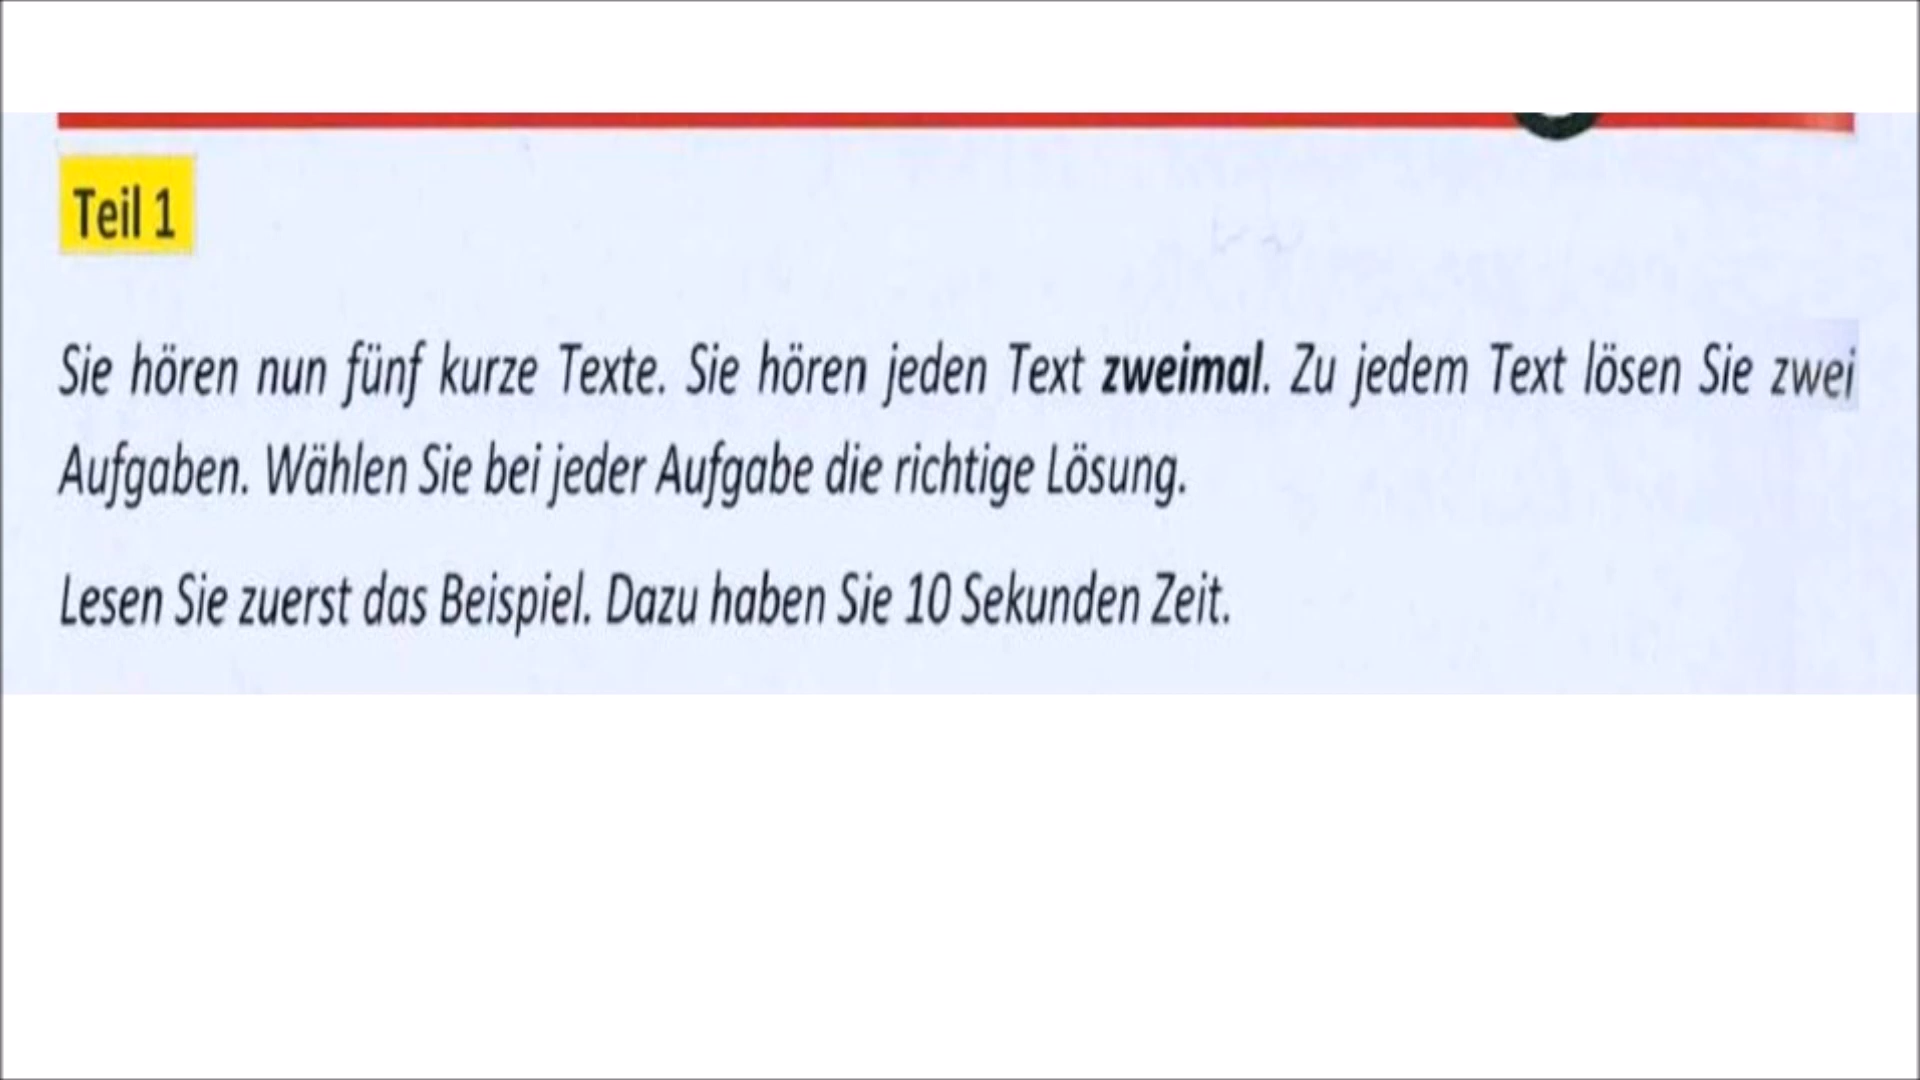 Teil 1
Sie hören nun fünf kurze Texte. Sie hören jeden Text zweimal. Zu jedem Text lösen Sie zwei
Aufgaben. Wählen Sie bei jeder Aufgabe die richtige Lösung.
Lesen Sie zuerst das Beispiel. Dazu haben Sie 10 Sekunden Zeit.